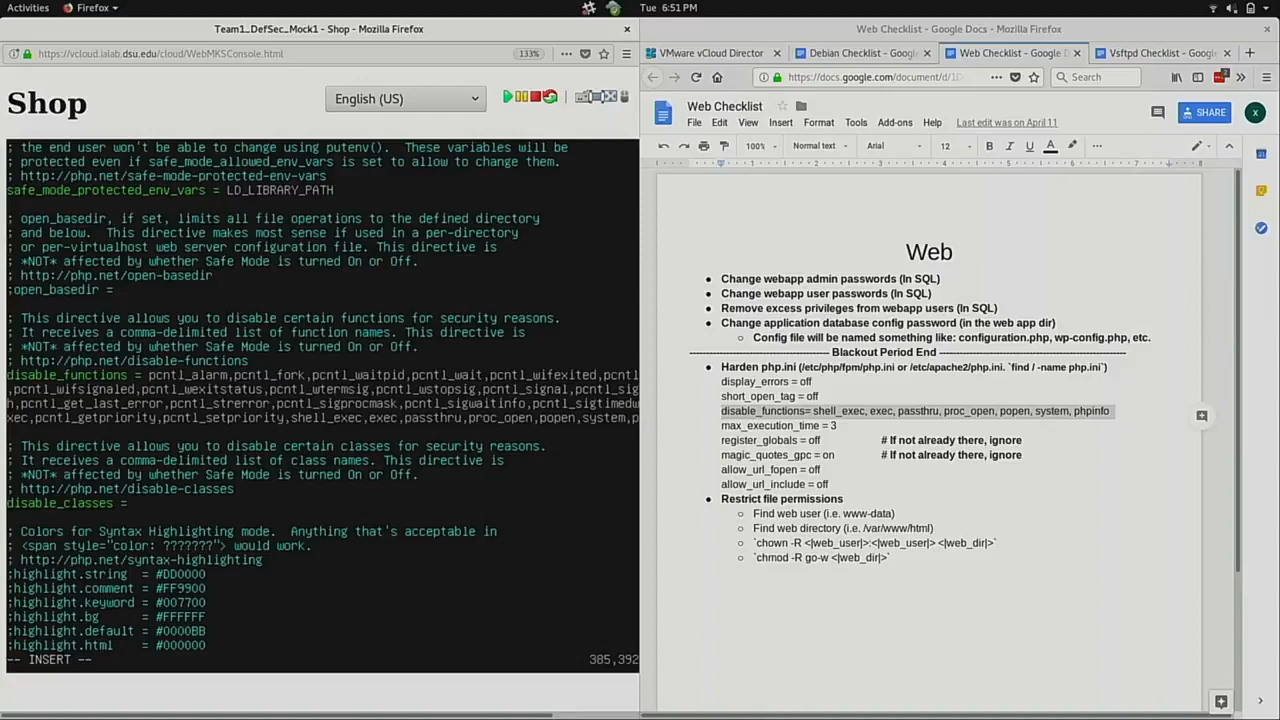 Activities
Firefox
Tue 6:51 PM
Team1_DefSec_Mock1 - Shop - Mozilla Firefox
https://vcloud.ialab.dsu.edu/cloud/WebMKSConsole.html
133%
Shop
English (US)
; the end user won't be able to change using putenv().  These variables will be
; protected even if safe_mode_allowed_env_vars is set to allow to change them.
; http://php.net/safe-mode-protected-env-vars
safe_mode_protected_env_vars = LD_LIBRARY_PATH
; open_basedir, if set, limits all file operations to the defined directory
; and below.  This directive makes most sense if used in a per-directory
; or per-virtualhost web server configuration file. This directive is
; *NOT* affected by whether Safe Mode is turned On or Off.
; http://php.net/open-basedir
;open_basedir =
; This directive allows you to disable certain functions for security reasons.
; It receives a comma-delimited list of function names. This directive is
; *NOT* affected by whether Safe Mode is turned On or Off.
; http://php.net/disable-functions
disable_functions = pcntl_alarm,pcntl_fork,pcntl_waitpid,pcntl_wait,pcntl_wifexited,pcntl
,pcntl_wifsignaled,pcntl_wexitstatus,pcntl_wtermsig,pcntl_wstopsig,pcntl_signal,pcntl_sig
h,pcntl_get_last_error,pcntl_strerror,pcntl_sigprocmask,pcntl_sigwaitinfo,pcntl_sigtimedw
xec,pcntl_getpriority,pcntl_setpriority,shell_exec,exec,passthru,proc_open,popen,system,p
; This directive allows you to disable certain classes for security reasons.
; It receives a comma-delimited list of class names. This directive is
; *NOT* affected by whether Safe Mode is turned On or Off.
; http://php.net/disable-classes
disable_classes =
; Colors for Syntax Highlighting mode.  Anything that's acceptable in
; <span style="color: ???????"> would work.
; http://php.net/syntax-highlighting
;highlight.string  = #DD0000
;highlight.comment = #FF9900
;highlight.keyword = #007700
;highlight.bg      = #FFFFFF
;highlight.default = #0000BB
;highlight.html    = #000000
-- INSERT --
385,392
Web Checklist - Google Docs - Mozilla Firefox
VMware vCloud Director
Debian Checklist - Googl
Web Checklist - Google D
Vsftpd Checklist - Googl
https://docs.google.com/document/d/1D
Search
2
Web Checklist
File Edit View Insert Format Tools Add-ons Help
Last edit was on April 11
SHARE
X
100%
Normal text
Arial
12
B I U A
1 2 3 4 5 6 7 8
Web
● Change webapp admin passwords (In SQL)
● Change webapp user passwords (In SQL)
● Remove excess privileges from webapp users (In SQL)
● Change application database config password (in the web app dir)
○ Config file will be named something like: configuration.php, wp-config.php, etc.
---------------------------------------- Blackout Period End ----------------------------------------
● Harden php.ini (/etc/php/fpm/php.ini or /etc/apache2/php.ini. `find / -name php.ini`)
display_errors = off
short_open_tag = off
disable_functions= shell_exec, exec, passthru, proc_open, popen, system, phpinfo
max_execution_time = 3
register_globals = off # If not already there, ignore
magic_quotes_gpc = on # If not already there, ignore
allow_url_fopen = off
allow_url_include = off
● Restrict file permissions
○ Find web user (i.e. www-data)
○ Find web directory (i.e. /var/www/html)
○ `chown -R <|web_user|>:<|web_user|> <|web_dir|>`
○ `chmod -R go-w <|web_dir|>`